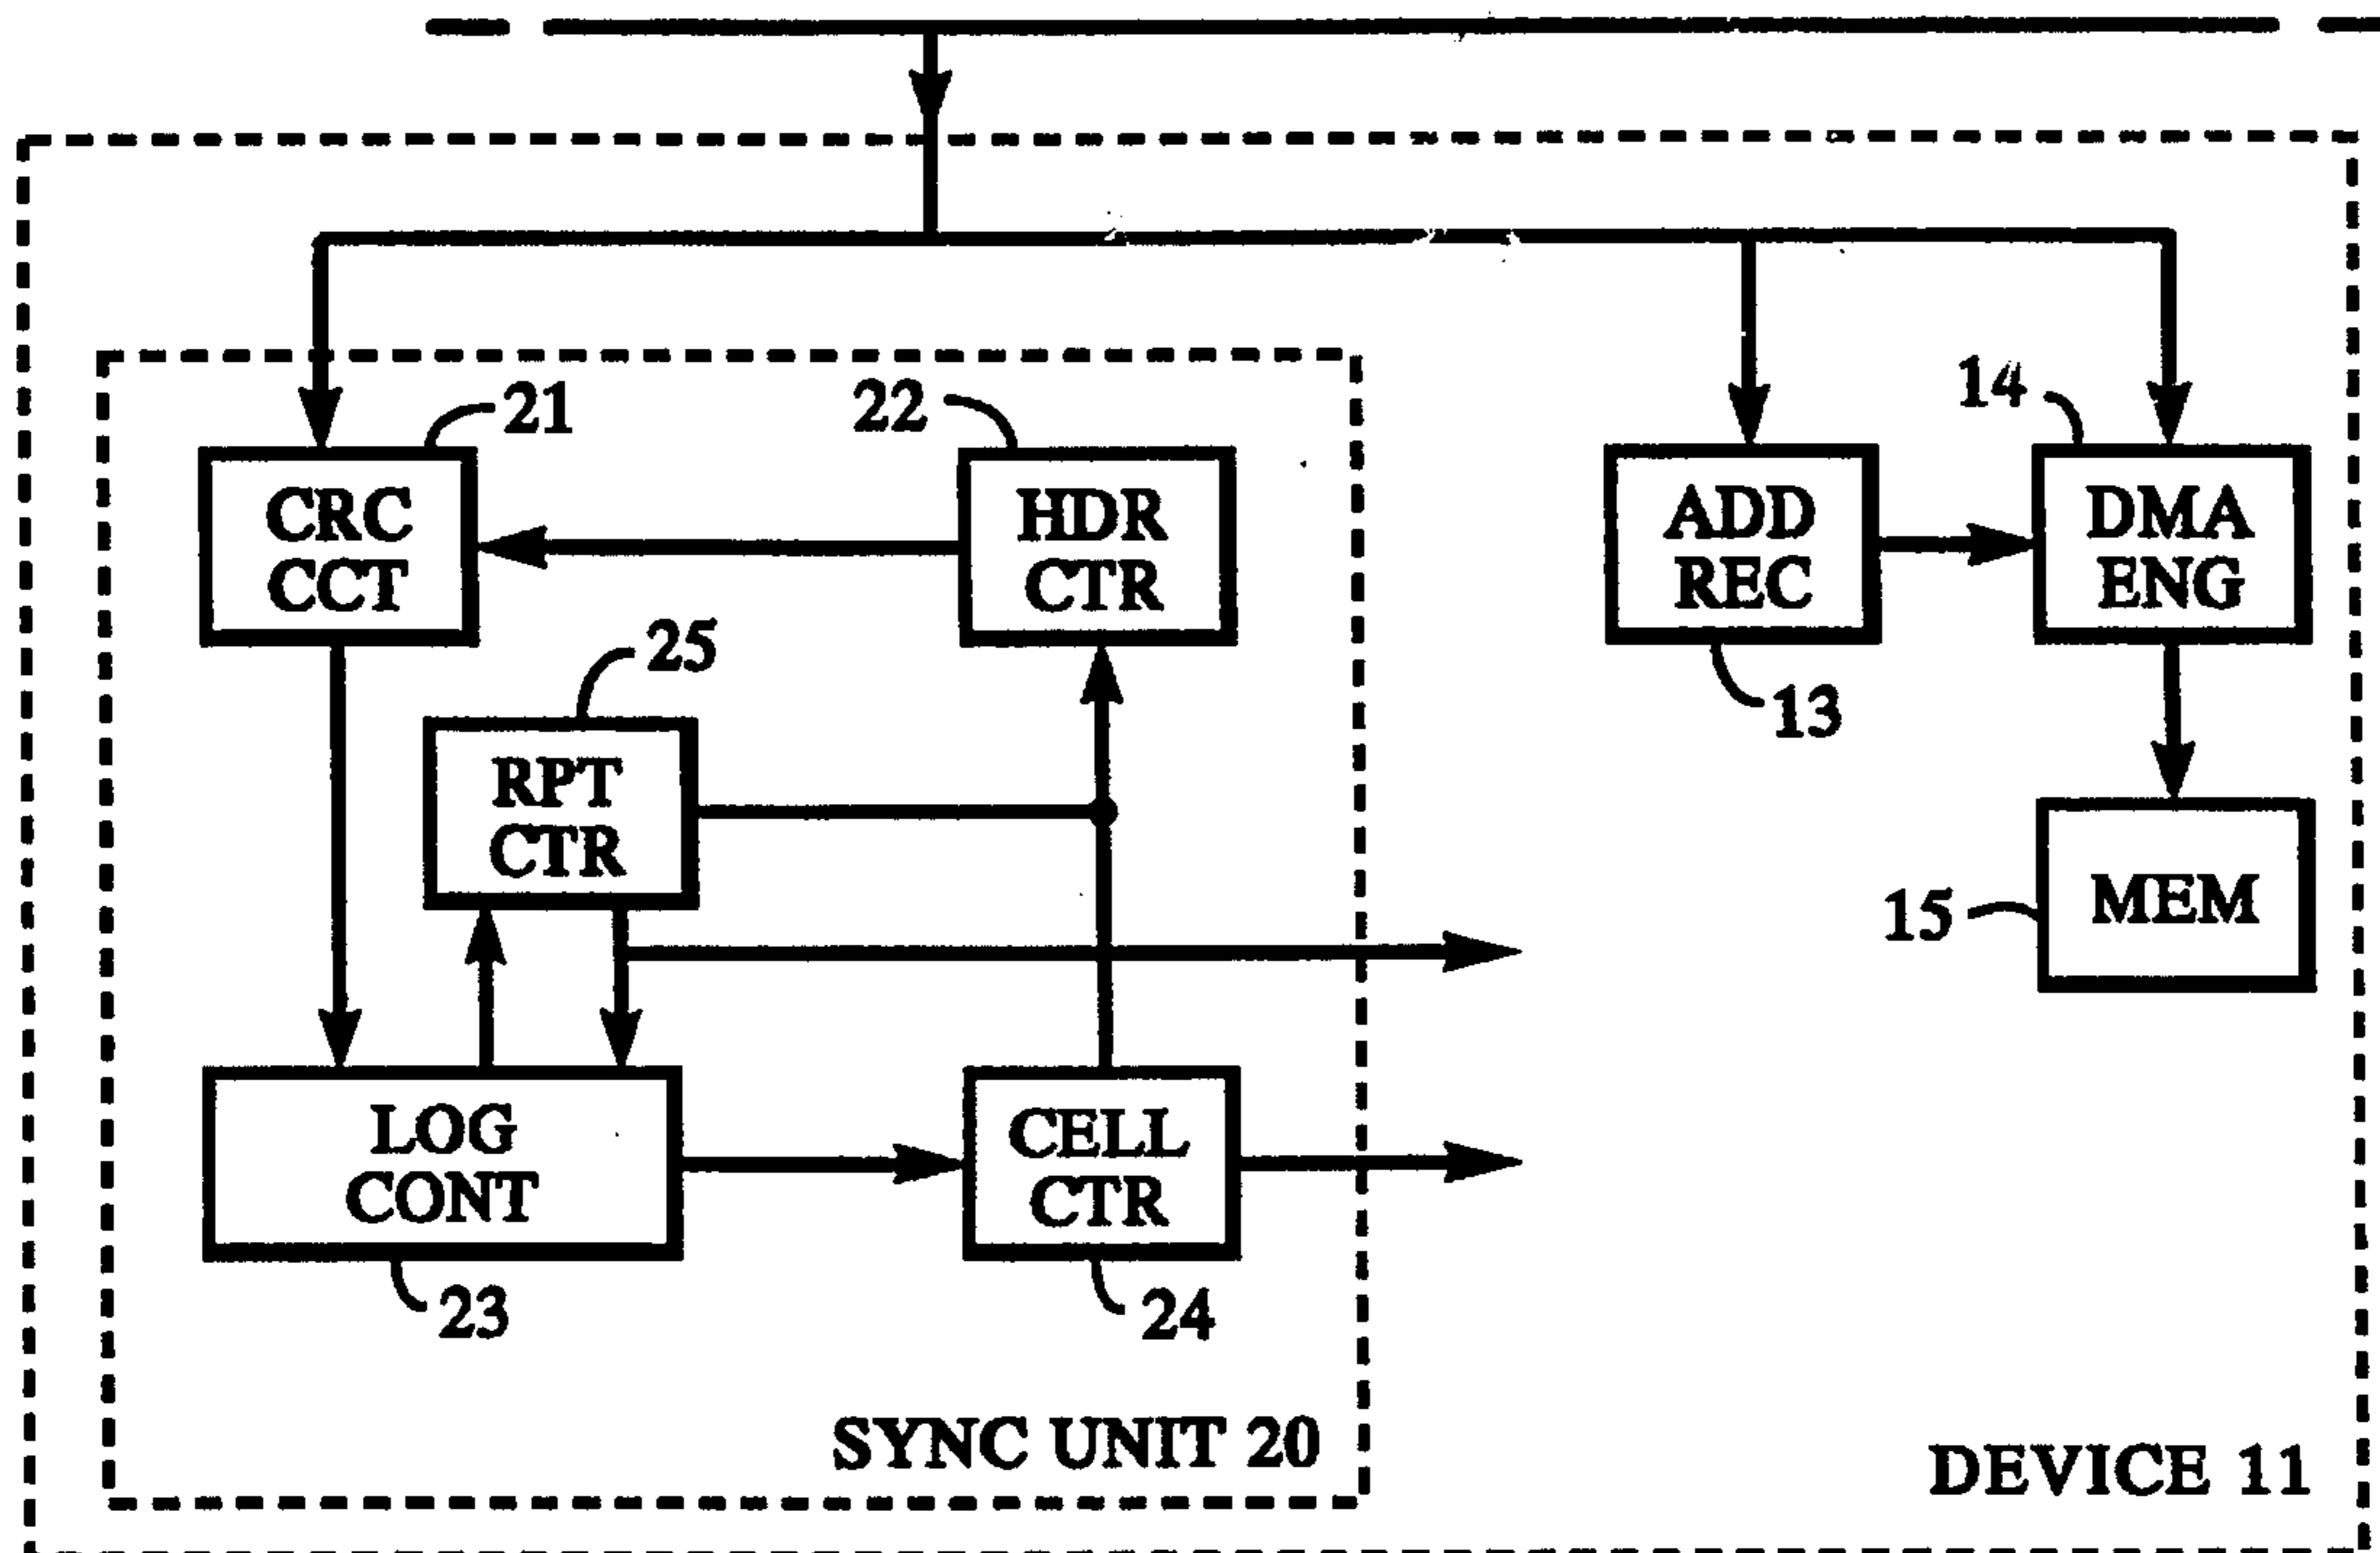 21
22
14
CRC
CCT
HDR
CTR
ADD
REC
DMA
ENG
25
13
RPT
CTR
15
MEM
LOG
CONT
CELL
CTR
23
24
SYNC UNIT 20
DEVICE 11